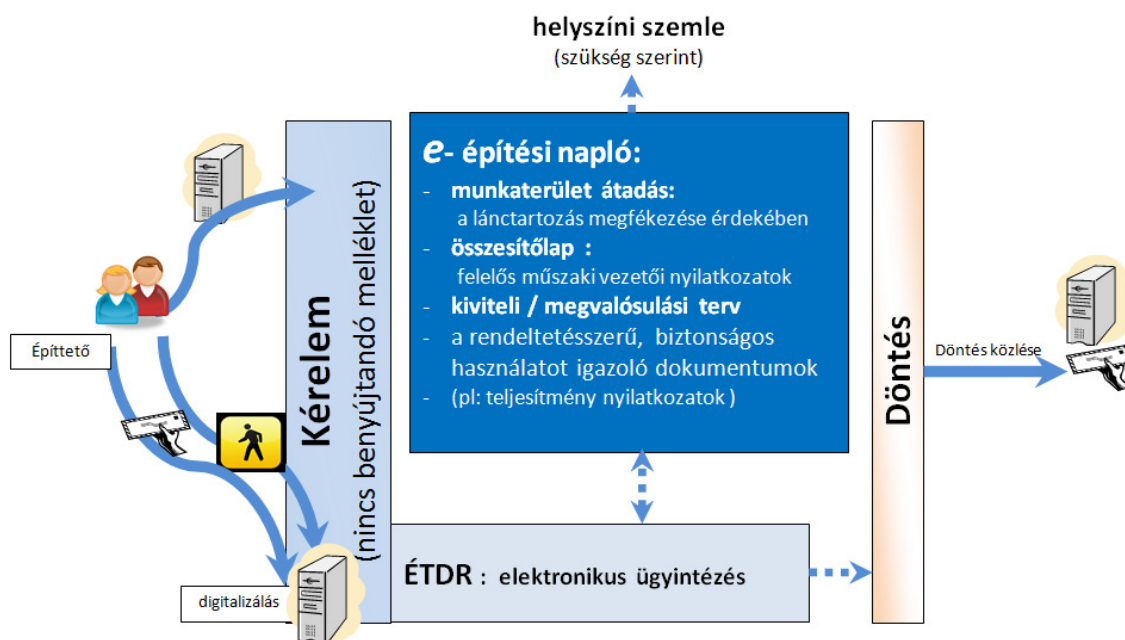 helyszíni szemle
(szükség szerint)
Építtető
digitalizálás
Kérelem
(nincs benyújtandó melléklet)
e- építési napló:
- munkaterület átadás:
a lánctartozás megfékezése érdekében
- összesítőlap :
felelős műszaki vezetői nyilatkozatok
- kiviteli / megvalósulási terv
- a rendeltetésszerű, biztonságos
használatot igazoló dokumentumok
- (pl: teljesítmény nyilatkozatok )
ÉTDR : elektronikus ügyintézés
Döntés
Döntés közlése